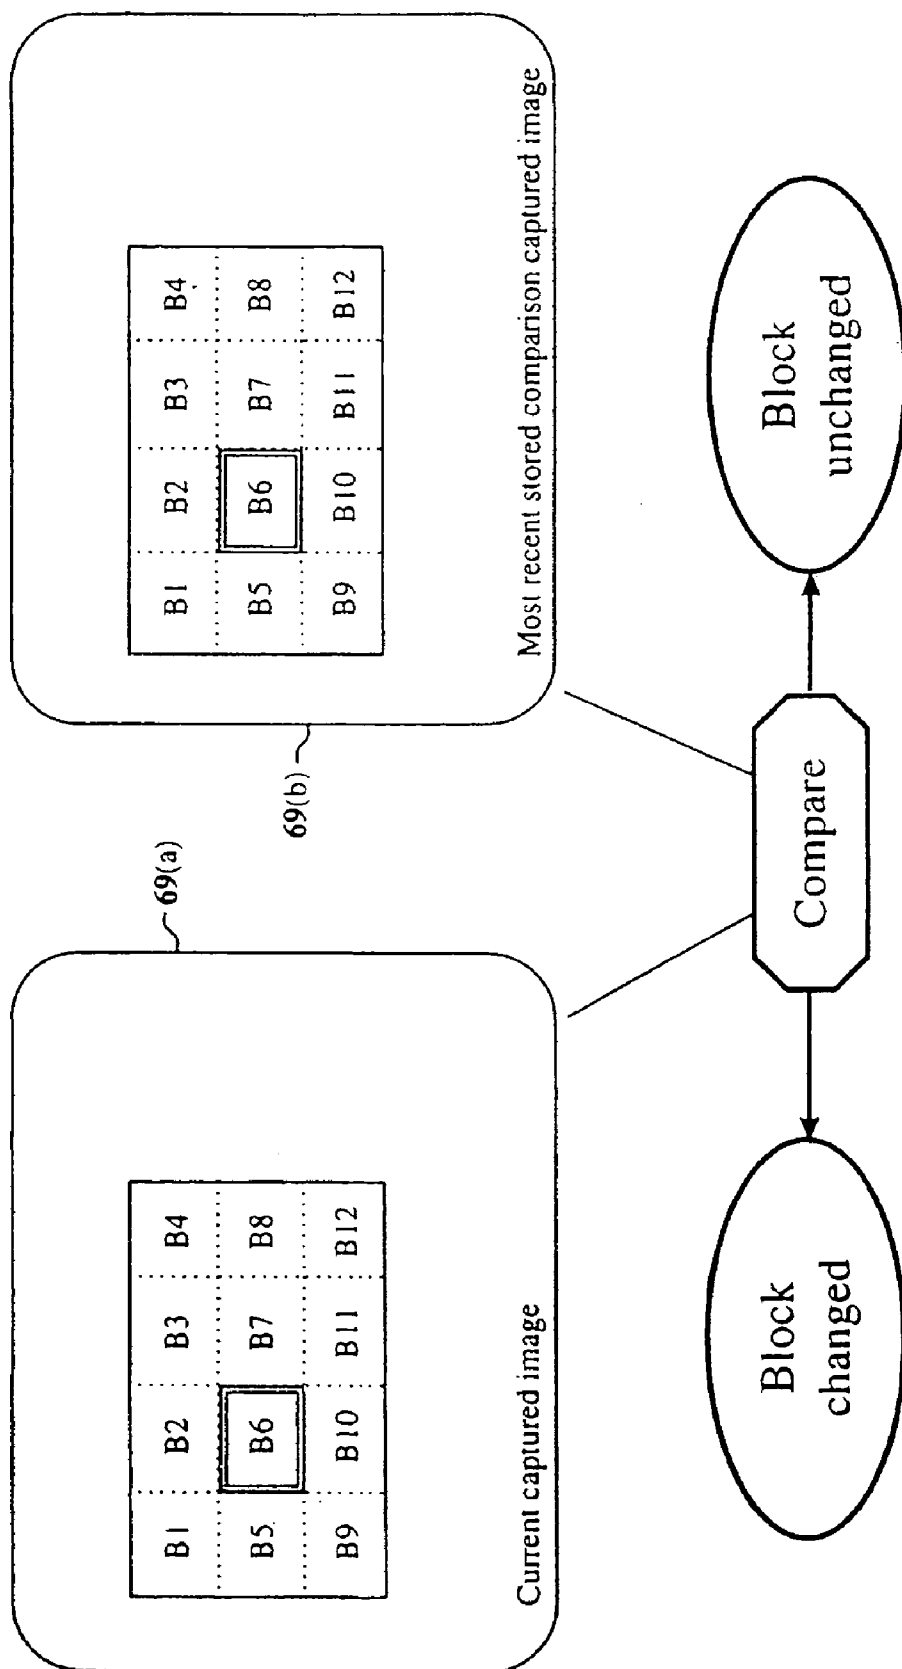 69(a)
B1 B2 B3 B4
B5 B6 B7 B8
B9 B10 B11 B12
Current captured image
69(b)
B1 B2 B3 B4
B5 B6 B7 B8
B9 B10 B11 B12
Most recent stored comparison captured image
Block
changed
Compare
Block
unchanged